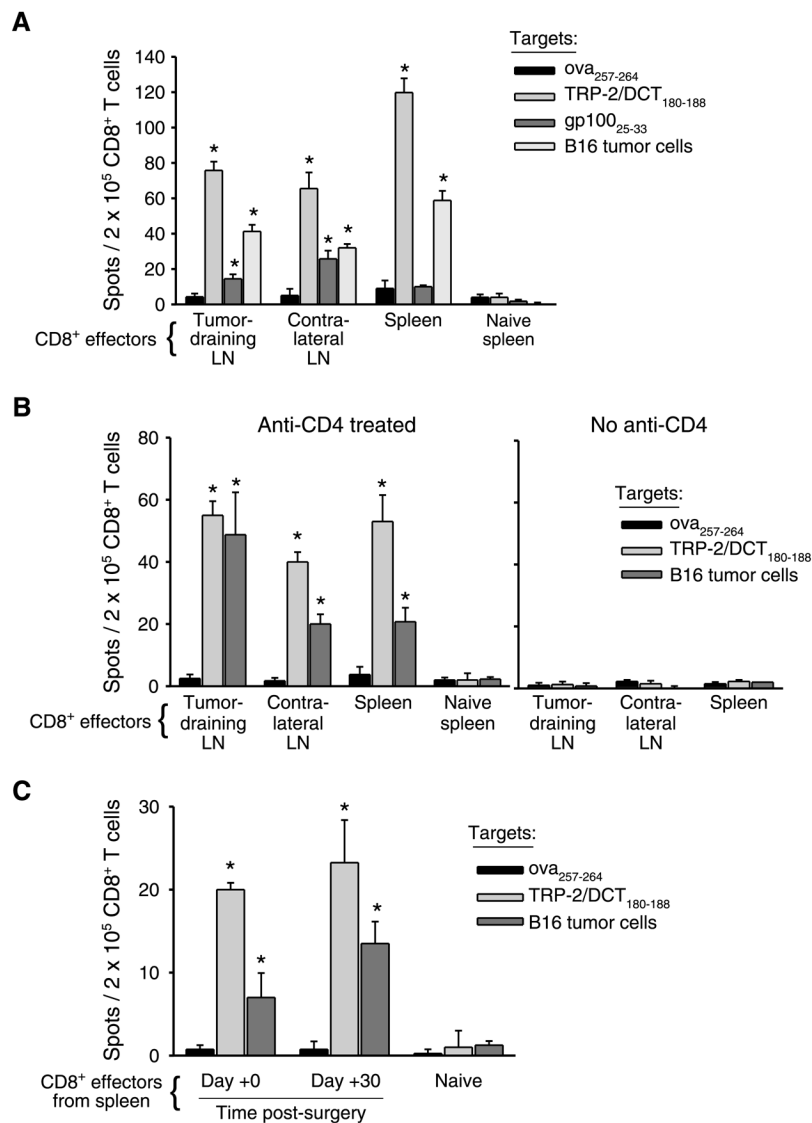 A
Targets:
ova257-264
TRP-2/DCT180-188
gp10025-33
B16 tumor cells
Spots / 2 x 10^5 CD8+ T cells
140
120
100
80
60
40
20
0
* * * * * * * *
CD8+ effectors {
Tumor-
draining
LN
Contra-
lateral
LN
Spleen
Naive
spleen
B
Anti-CD4 treated
No anti-CD4
Targets:
ova257-264
TRP-2/DCT180-188
B16 tumor cells
Spots / 2 x 10^5 CD8+ T cells
80
60
40
20
0
* * * * * *
CD8+ effectors {
Tumor-
draining
LN
Contra-
lateral
LN
Spleen
Naive
spleen
Tumor-
draining
LN
Contra-
lateral
LN
Spleen
C
Targets:
ova257-264
TRP-2/DCT180-188
B16 tumor cells
Spots / 2 x 10^5 CD8+ T cells
30
20
10
0
* * * *
CD8+ effectors
from spleen {
Day +0
Day +30
Naive
Time post-surgery